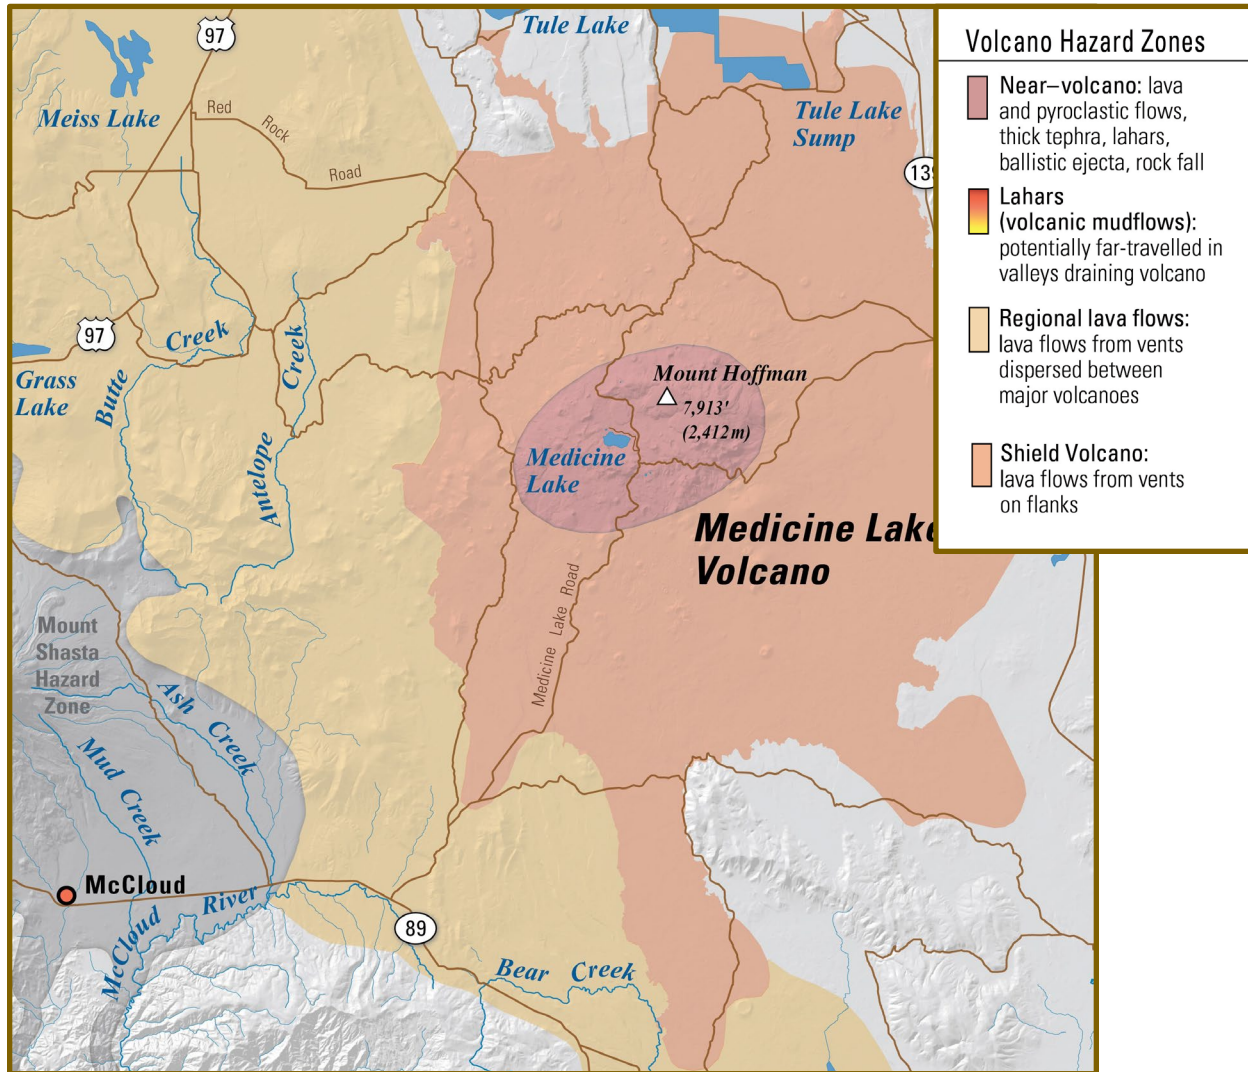 97
Tule Lake
Meiss Lake
Red
Rock
Road
Tule Lake
Sump
139
97
Creek
Creek
Grass
Lake
Butte
Antelope
Mount Hoffman
7,913'
(2,412 m)
Medicine
Lake
Medicine Lake
Volcano
Medicine Lake Road
Mount
Shasta
Hazard
Zone
Ash Creek
Mud Creek
McCloud
McCloud River
89
Bear Creek
Volcano Hazard Zones
Near–volcano: lava
and pyroclastic flows,
thick tephra, lahars,
ballistic ejecta, rock fall
Lahars
(volcanic mudflows):
potentially far-travelled in
valleys draining volcano
Regional lava flows:
lava flows from vents
dispersed between
major volcanoes
Shield Volcano:
lava flows from vents
on flanks